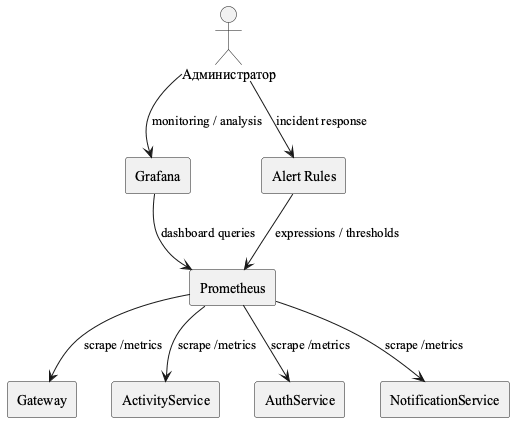 Администратор
monitoring / analysis
incident response
Grafana
Alert Rules
dashboard queries
expressions / thresholds
Prometheus
scrape /metrics
scrape /metrics
scrape /metrics
scrape /metrics
Gateway
ActivityService
AuthService
NotificationService